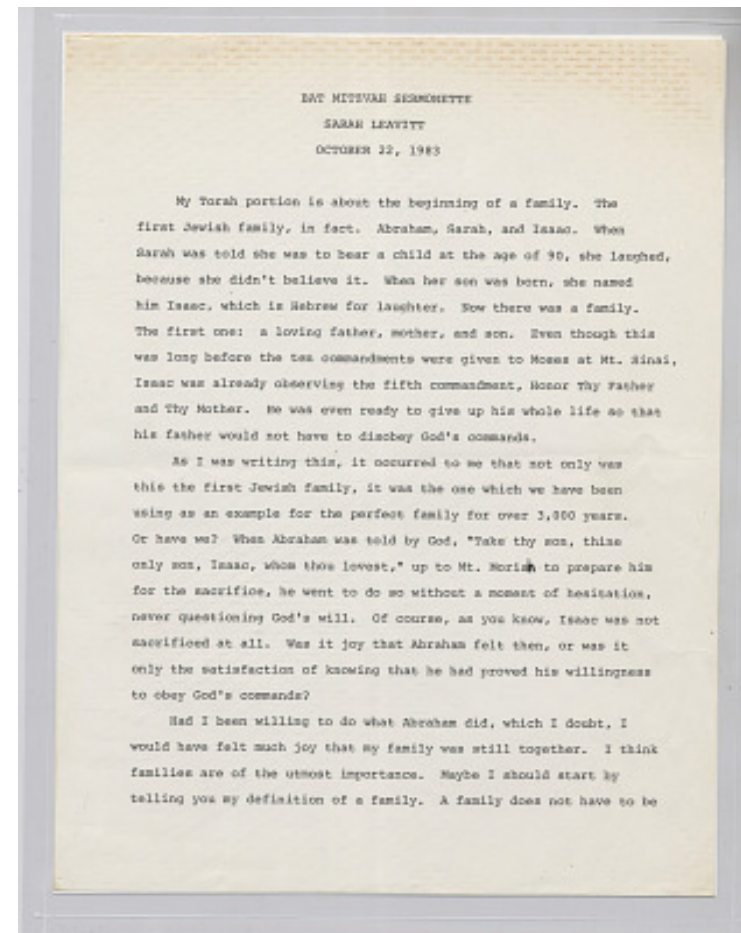 BAT MITSVAH SERMONETTE
SARAH LEAVITT
OCTOBER 22, 1983
My Torah portion is about the beginning of a family. The
first Jewish family, in fact. Abraham, Sarah, and Isaac. When
Sarah was told she was to bear a child at the age of 90, she laughed,
because she didn't believe it. When her son was born, she named
him Isaac, which is Hebrew for laughter. Now there was a family.
The first one: a loving father, mother, and son. Even though this
was long before the ten commandments were given to Moses at Mt. Sinai,
Isaac was already observing the fifth commandment, Honor Thy Father
and Thy Mother. He was even ready to give up his whole life so that
his father would not have to disobey God's commands.
As I was writing this, it occurred to me that not only was
this the first Jewish family, it was the one which we have been
using as an example for the perfect family for over 3,000 years.
Or have we? When Abraham was told by God, "Take thy son, thine
only son, Isaac, whom thou lovest," up to Mt. Moriah to prepare him
for the sacrifice, he went to do so without a moment of hesitation,
never questioning God's will. Of course, as you know, Isaac was not
sacrificed at all. Was it joy that Abraham felt then, or was it
only the satisfaction of knowing that he had proved his willingness
to obey God's commands?
Had I been willing to do what Abraham did, which I doubt, I
would have felt much joy that my family was still together. I think
families are of the utmost importance. Maybe I should start by
telling you my definition of a family. A family does not have to be